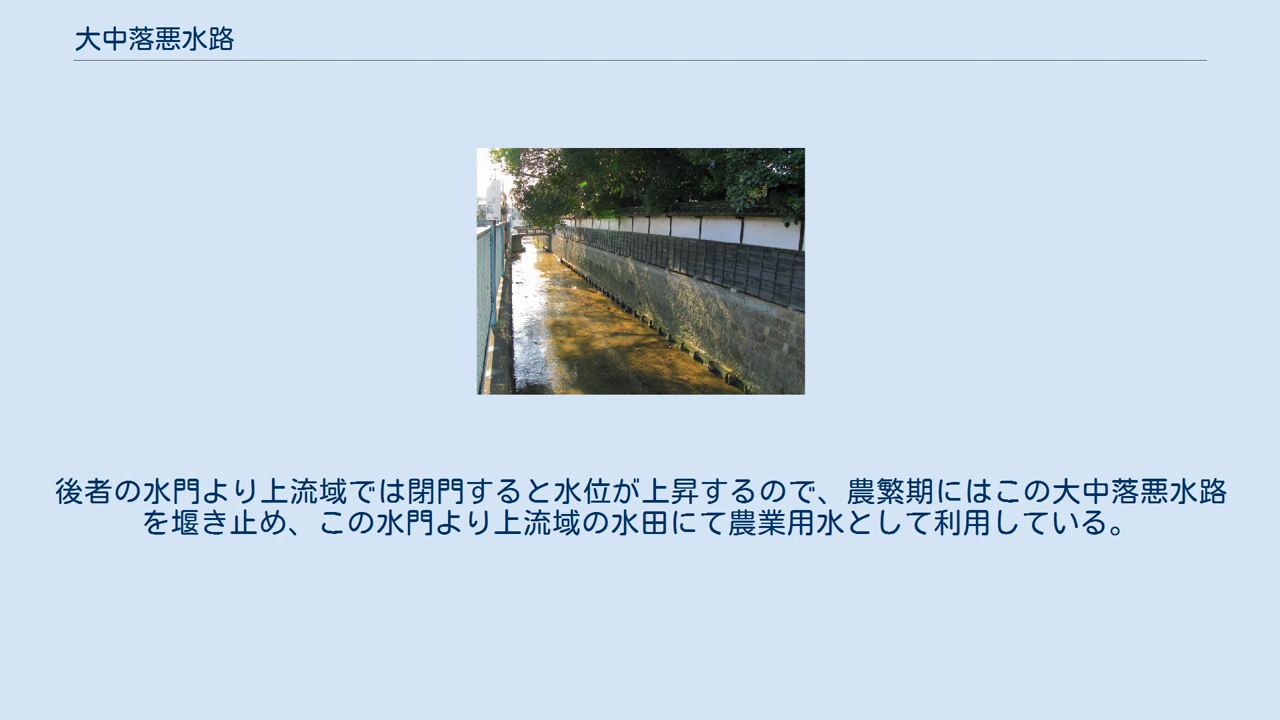 大中落悪水路
後者の水門より上流域では閉門すると水位が上昇するので、農繁期にはこの大中落悪水路
を堰き止め、この水門より上流域の水田にて農業用水として利用している。